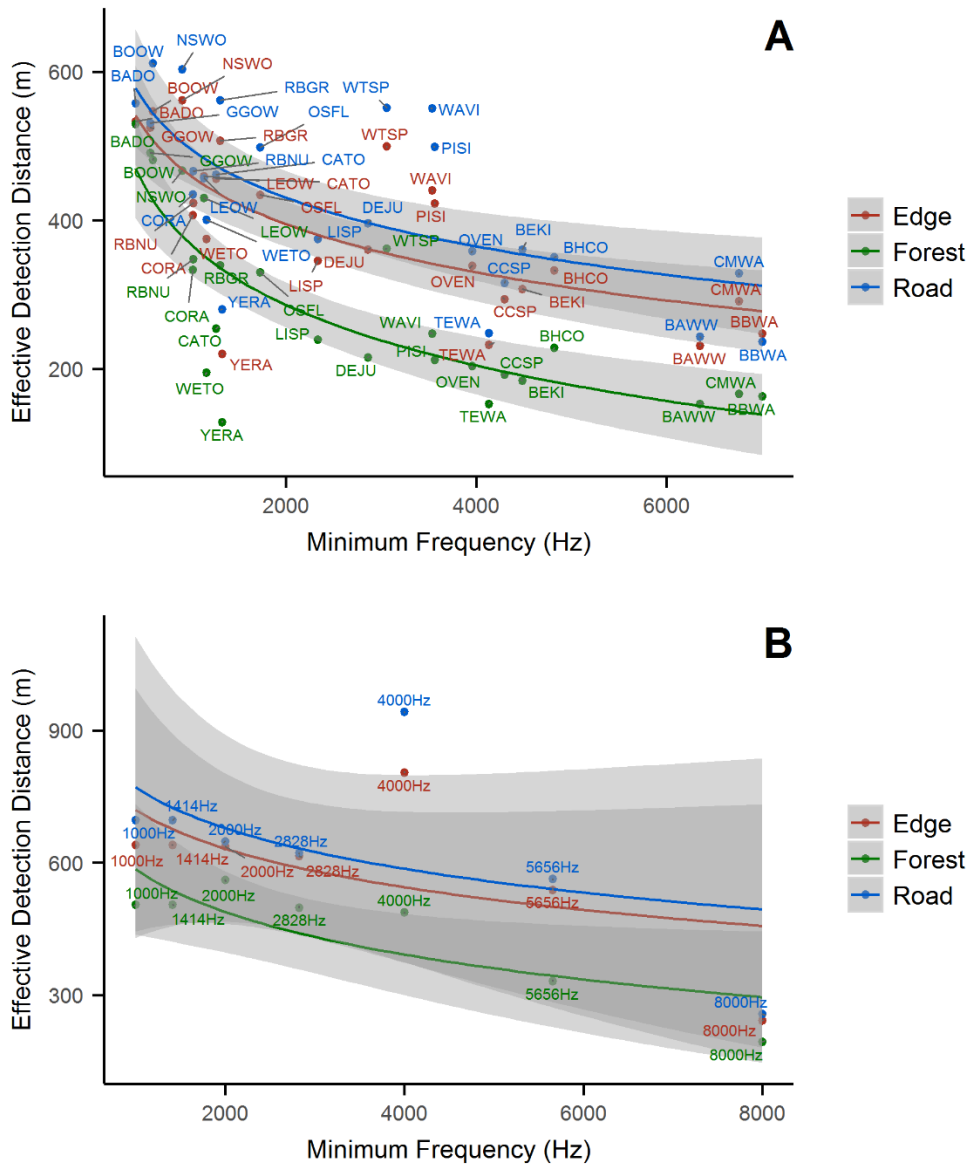 A
BOOW
NSWO
NSWO
BADO
BOOW
RBGR
WTSP
WAVI
BADO
GGOW
OSFL
GGOW
RBGR
WTSP
PISI
BADO
GGOW
RBNU
CATO
BOOW
LEOW
CATO
WAVI
NSWO
LEOW
OSFL
DEJU
PISI
CORA
LEOW
LISP
BEKI
RBNU
WETO
WETO
WTSP
OVEN
BHCO
CORA
RBGR
DEJU
CCSP
CMWA
RBNU
LISP
OVEN
BHCO
CMWA
CORA
YERA
OSFL
WAVI
TEWA
CCSP
BEKI
BAWW
BBWA
CATO
LISP
PISI
BHCO
BBWA
YERA
DEJU
TEWA
CCSP
BAWW
WETO
OVEN
BEKI
CMWA
BBWA
TEWA
BAWW
YERA
600
400
200
2000
4000
6000
Effective Detection Distance (m)
Minimum Frequency (Hz)
Edge
Forest
Road
B
4000Hz
4000Hz
1414Hz
1000Hz
2000Hz
2828Hz
1000Hz
1414Hz
2000Hz
2828Hz
5656Hz
1000Hz
2000Hz
4000Hz
5656Hz
1414Hz
2828Hz
5656Hz
8000Hz
8000Hz
8000Hz
900
600
300
2000
4000
6000
8000
Effective Detection Distance (m)
Minimum Frequency (Hz)
Edge
Forest
Road